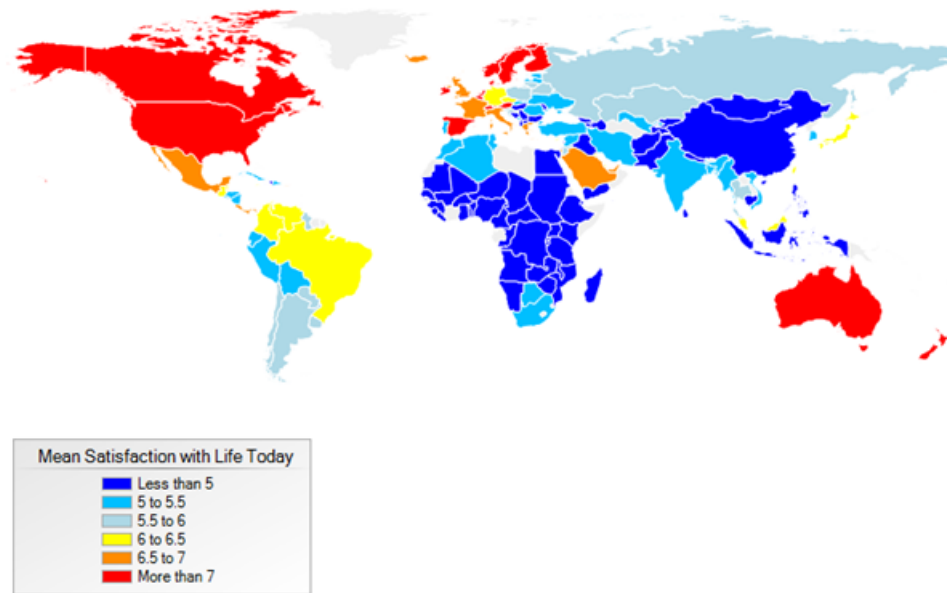 Mean Satisfaction with Life Today
Less than 5
5 to 5.5
5.5 to 6
6 to 6.5
6.5 to 7
More than 7